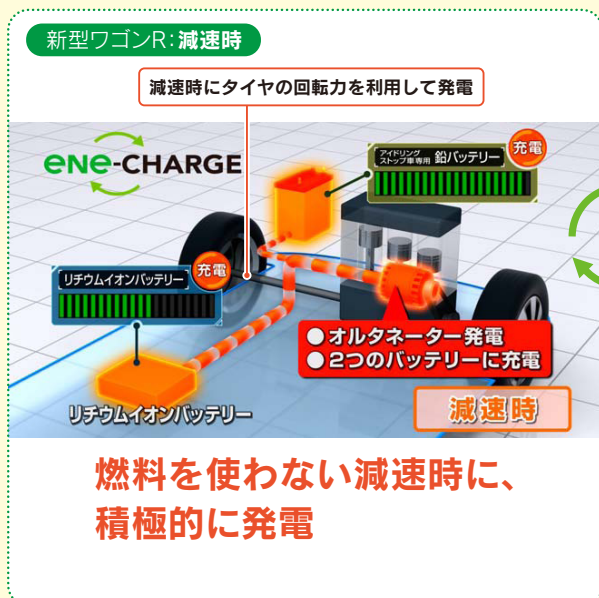 新型ワゴンR：減速時
減速時にタイヤの回転力を利用して発電
ene-CHARGE
アイドリング
ストップ車専用 鉛バッテリー
充電
リチウムイオンバッテリー
充電
●オルタネーター発電
●2つのバッテリーに充電
リチウムイオンバッテリー
減速時
燃料を使わない減速時に、
積極的に発電